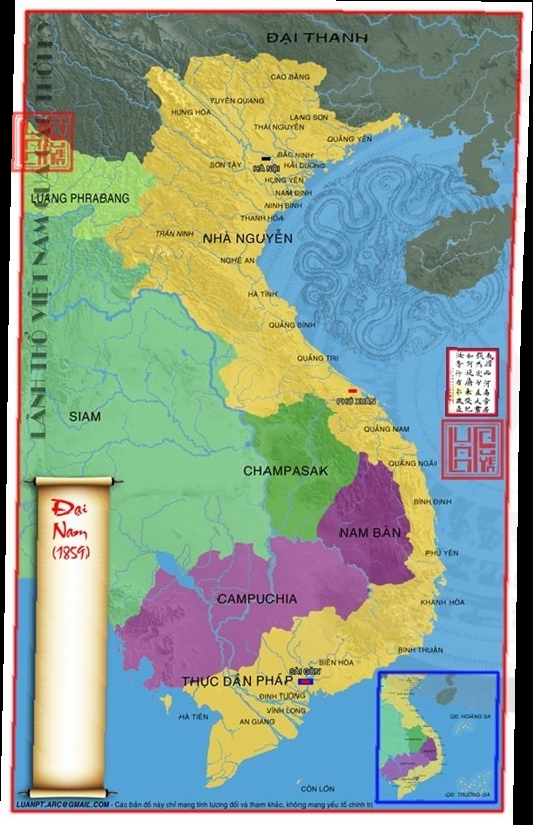 ĐẠI THANH
CAO BẰNG
TUYÊN QUANG
HƯNG HÓA
LẠNG SƠN
THÁI NGUYÊN
QUẢNG YÊN
SƠN TÂY
BẮC NINH
HÀ NỘI
HẢI DƯƠNG
HƯNG YÊN
NAM ĐỊNH
NINH BÌNH
LUANG PHRABANG
THANH HÓA
TRẤN NINH
NHÀ NGUYỄN
NGHỆ AN
HÀ TĨNH
QUẢNG BÌNH
QUẢNG TRỊ
PHÚ XUÂN
SIAM
QUẢNG NAM
CHAMPASAK
QUẢNG NGÃI
BÌNH ĐỊNH
NAM BÀN
PHÚ YÊN
CAMPUCHIA
KHÁNH HÒA
BÌNH THUẬN
BIÊN HÒA
SÀI GÒN
THỰC DÂN PHÁP
ĐỊNH TƯỜNG
VĨNH LONG
HÀ TIÊN
AN GIANG
CÔN LÔN
Đại
Nam
(1859)
QĐ. HOÀNG SA
QĐ. TRƯỜNG SA
LUANPT.ARC@GMAIL.COM - Các bản đồ này chỉ mang tính tương đối và tham khảo, không mang yếu tố chính trị
LÃNH THỔ VIỆT NAM QUA